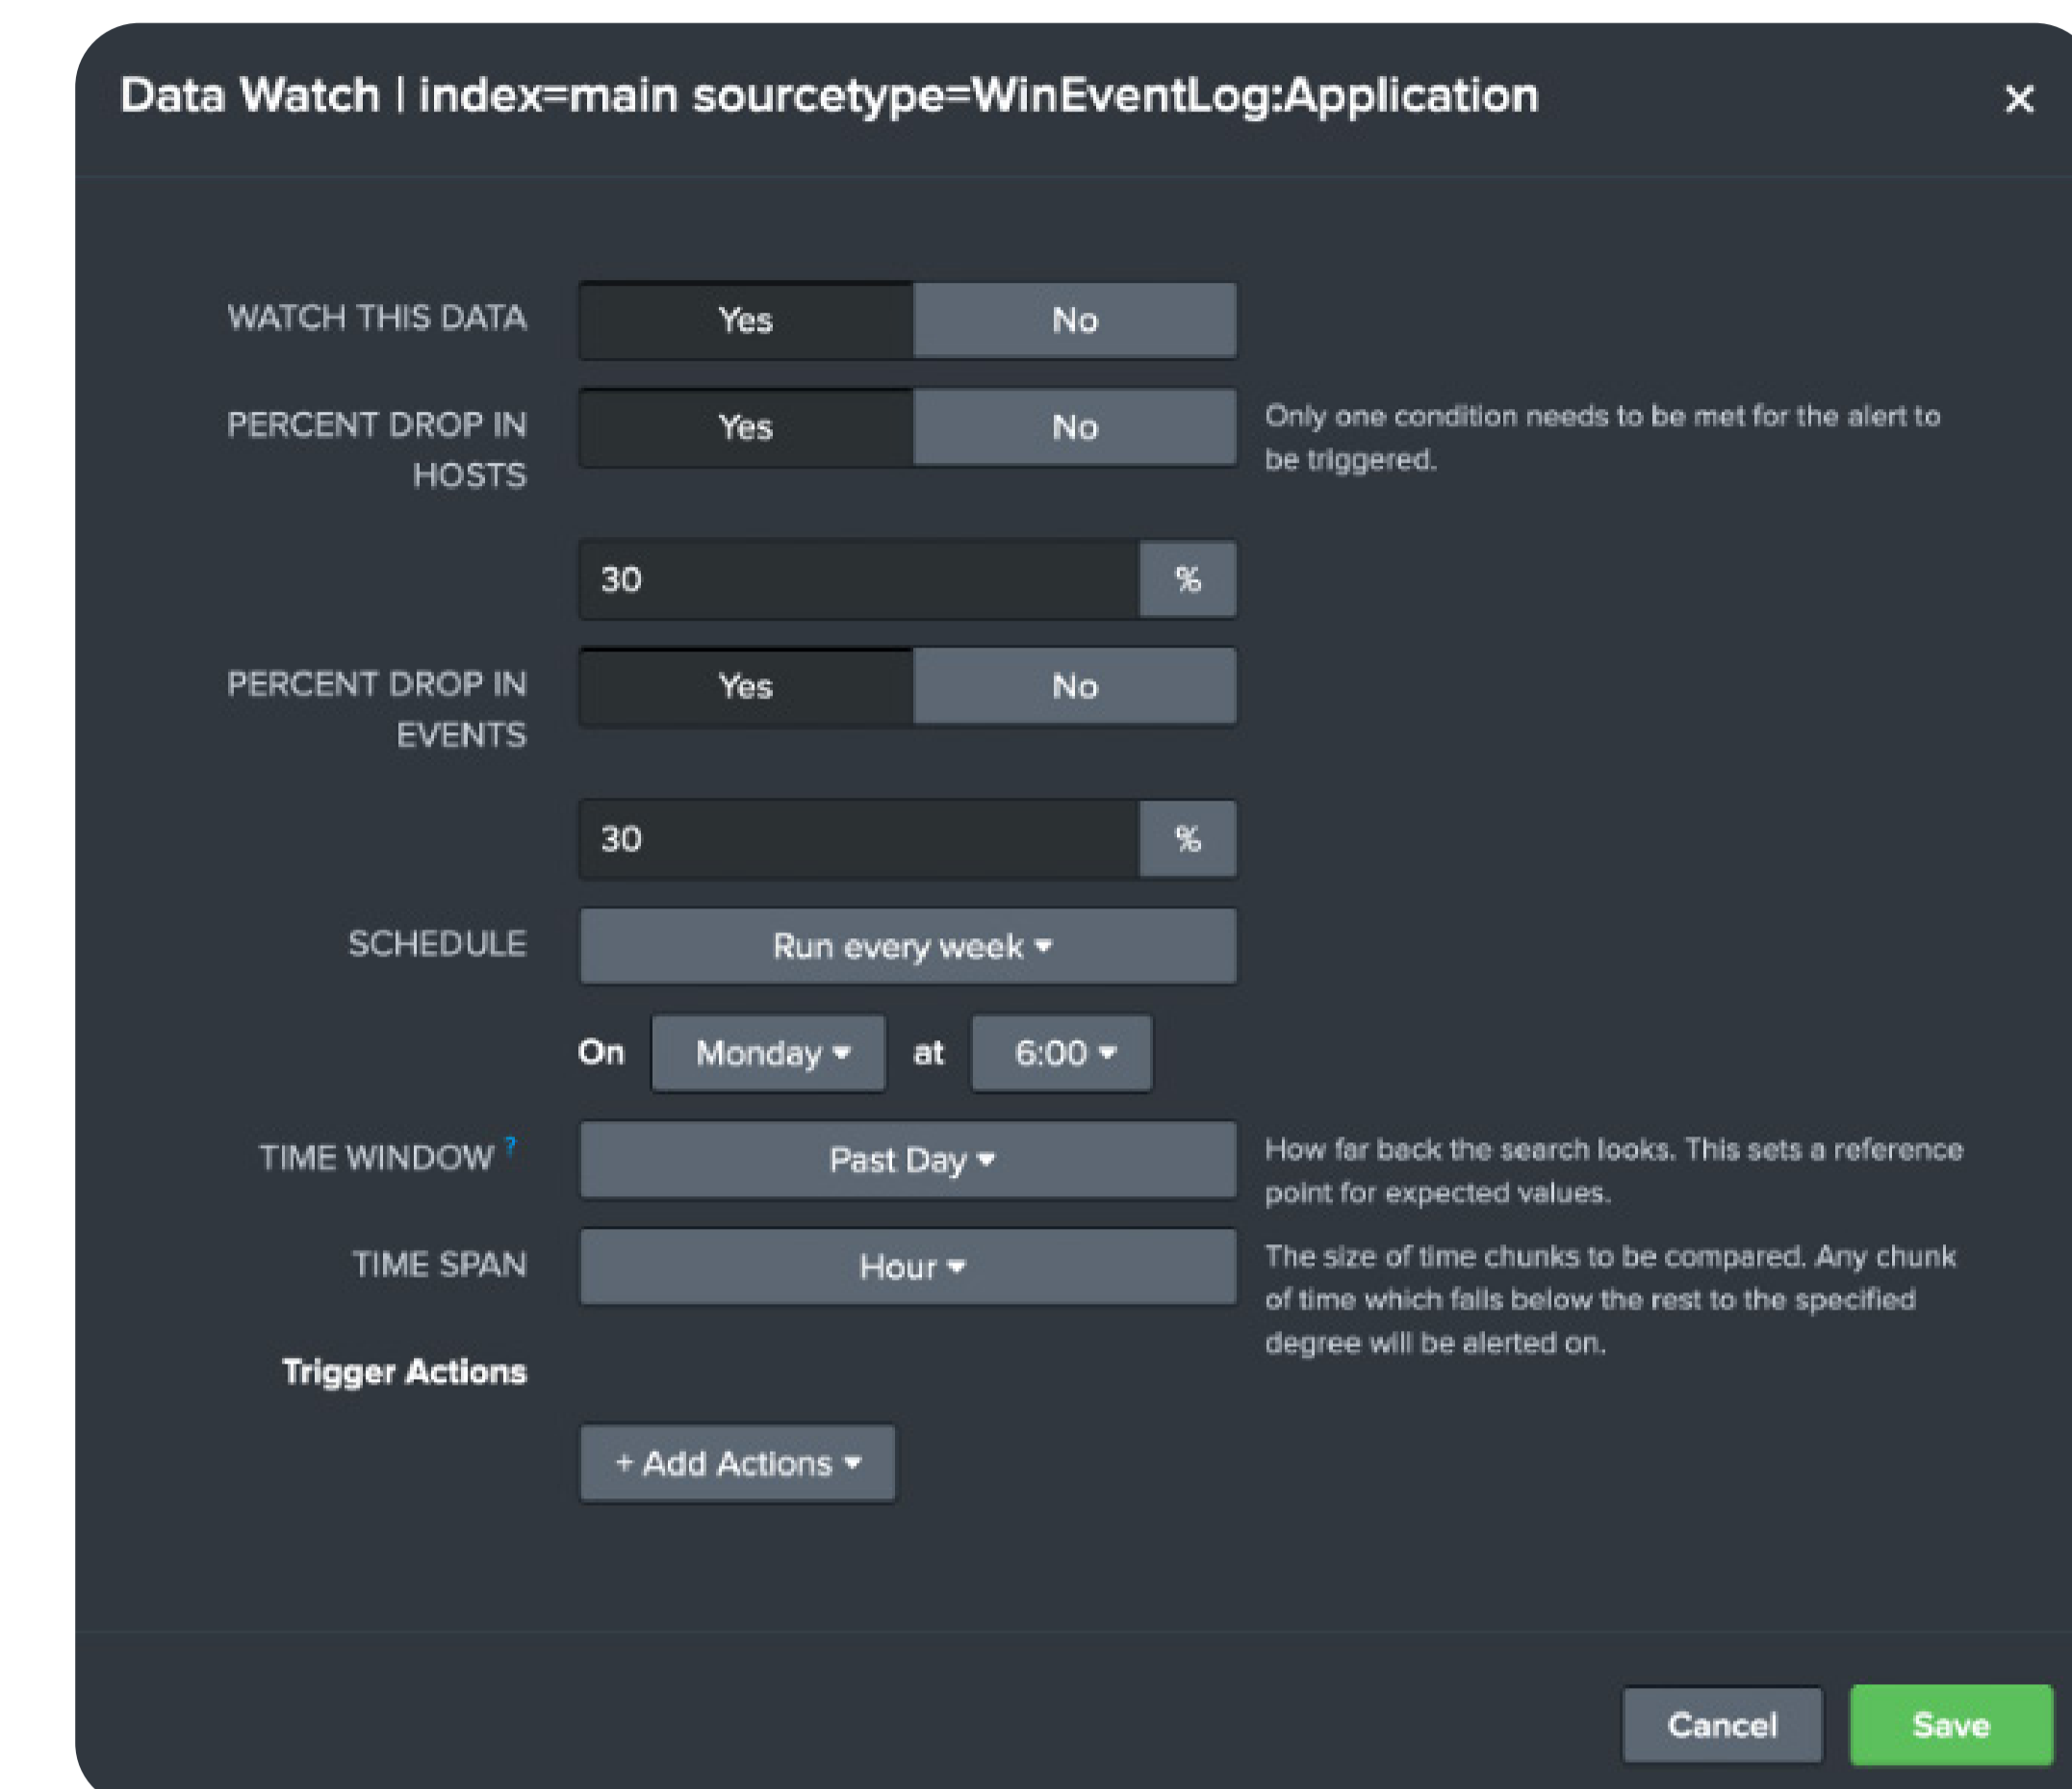 Data Watch | index=main sourcetype=WinEventLog:Application ×
WATCH THIS DATA Yes No
PERCENT DROP IN HOSTS Yes No
Only one condition needs to be met for the alert to
be triggered.
30 %
PERCENT DROP IN EVENTS Yes No
30 %
SCHEDULE Run every week
On Monday at 6:00
TIME WINDOW ? Past Day
How far back the search looks. This sets a reference
point for expected values.
TIME SPAN Hour
The size of time chunks to be compared. Any chunk
of time which falls below the rest to the specified
degree will be alerted on.
Trigger Actions
+ Add Actions
Cancel Save